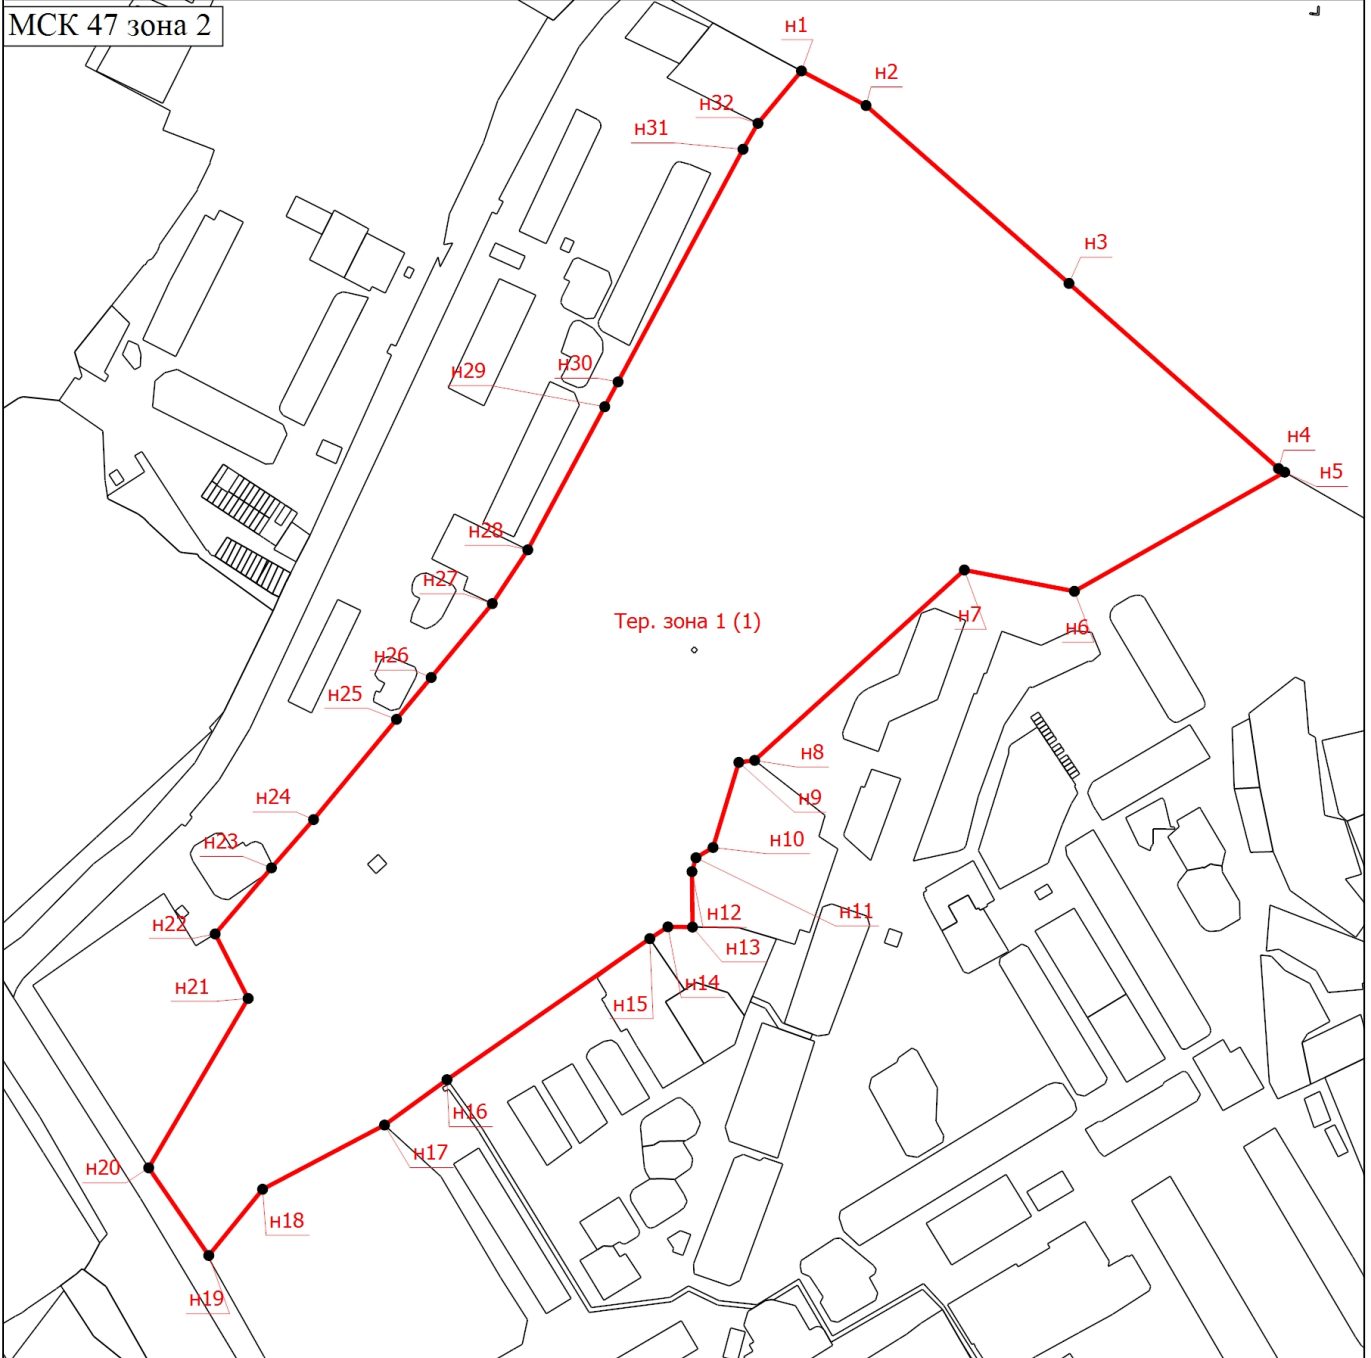 МСК 47 зона 2
н1
н2
н32
н31
н3
н30
н29
н4
н5
н28
н27
н7
н6
Тер. зона 1 (1)
н26
н25
н8
н9
н24
н10
н23
н11
н12
н22
н13
н14
н21
н15
н16
н17
н20
н18
н19